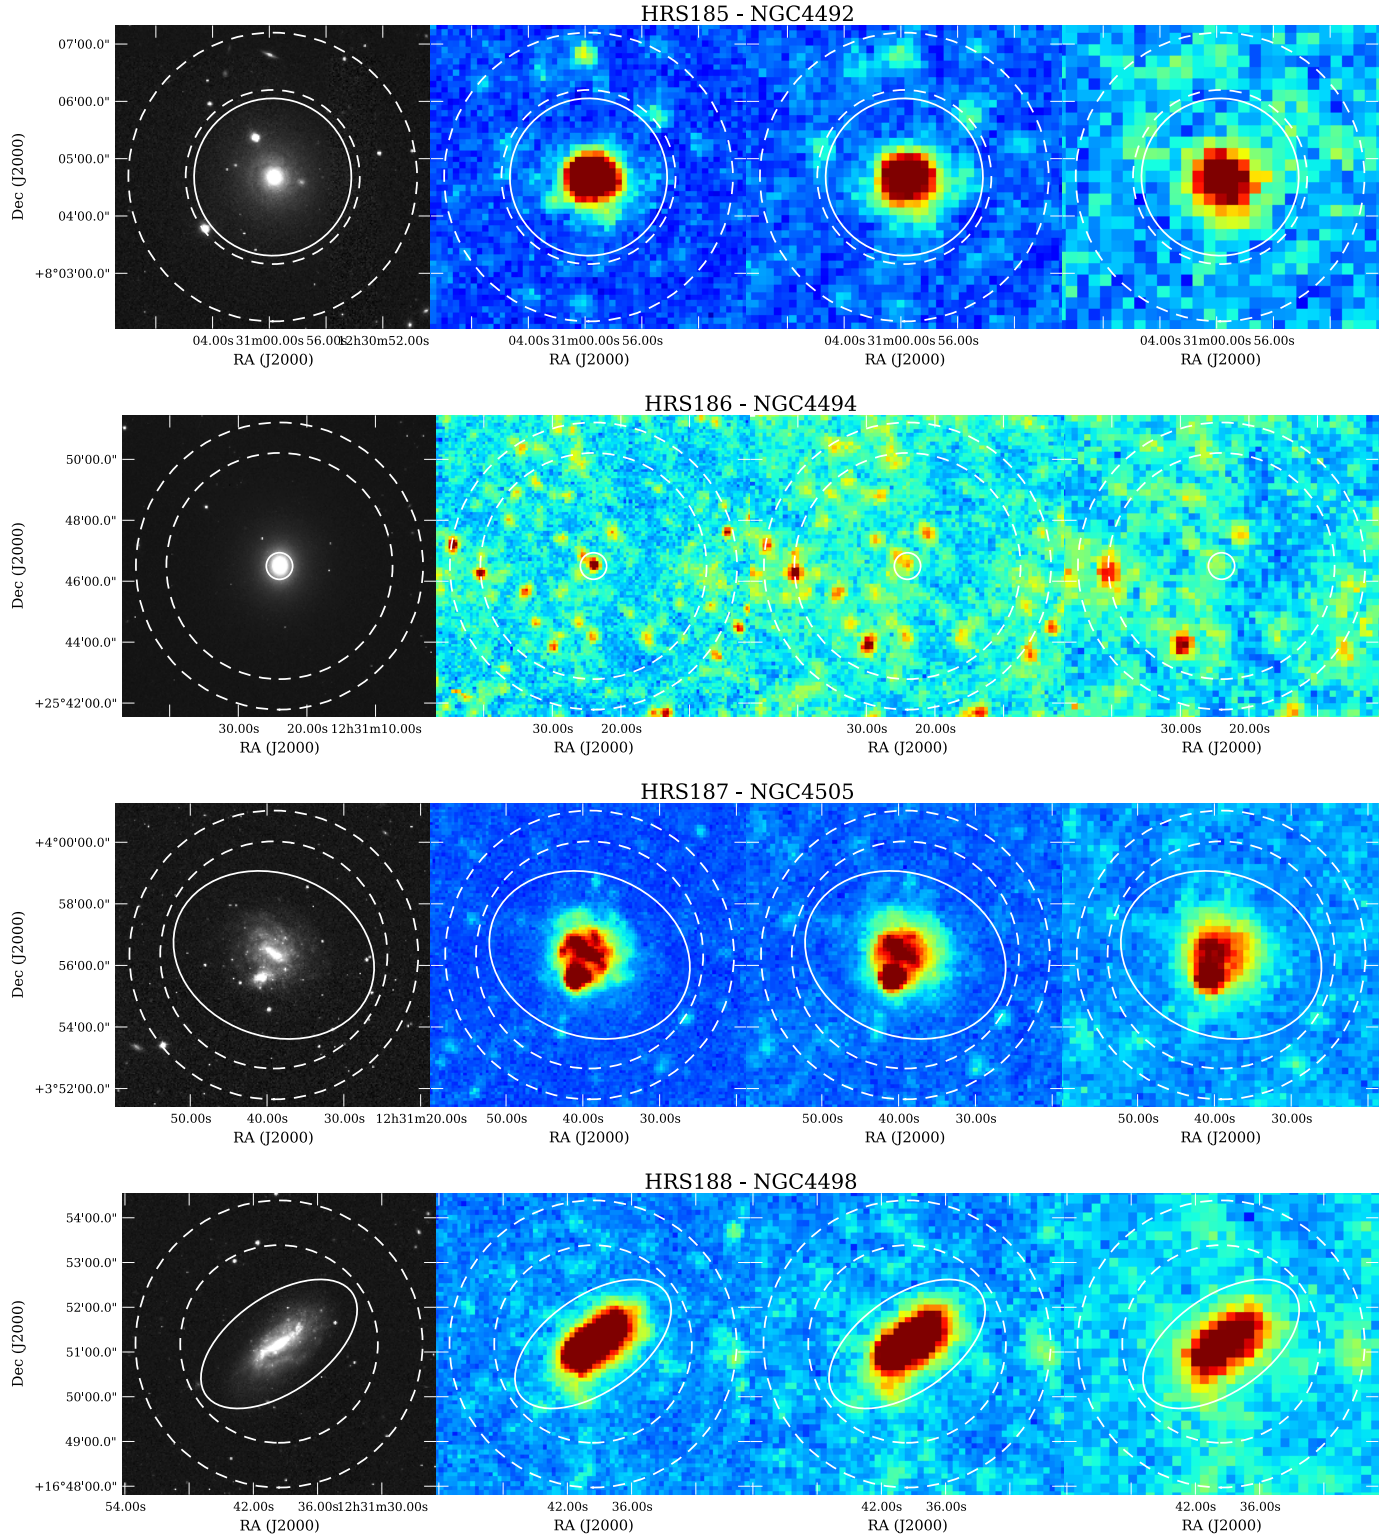 HRS185 - NGC4492
07'00.0"
06'00.0"
05'00.0"
04'00.0"
+8°03'00.0"
Dec (J2000)
04.00s 31m00.00s 56.00s 12h30m52.00s
04.00s 31m00.00s 56.00s
04.00s 31m00.00s 56.00s
04.00s 31m00.00s 56.00s
RA (J2000) RA (J2000) RA (J2000) RA (J2000)
HRS186 - NGC4494
50'00.0"
48'00.0"
46'00.0"
44'00.0"
+25°42'00.0"
Dec (J2000)
30.00s 20.00s 12h31m10.00s
30.00s 20.00s
30.00s 20.00s
30.00s 20.00s
RA (J2000) RA (J2000) RA (J2000) RA (J2000)
HRS187 - NGC4505
+4°00'00.0"
58'00.0"
56'00.0"
54'00.0"
+3°52'00.0"
Dec (J2000)
50.00s 40.00s 30.00s 12h31m20.00s
50.00s 40.00s 30.00s
50.00s 40.00s 30.00s
50.00s 40.00s 30.00s
RA (J2000) RA (J2000) RA (J2000) RA (J2000)
HRS188 - NGC4498
54'00.0"
53'00.0"
52'00.0"
51'00.0"
50'00.0"
49'00.0"
+16°48'00.0"
Dec (J2000)
54.00s 42.00s 36.00s 12h31m30.00s
42.00s 36.00s
42.00s 36.00s
42.00s 36.00s
RA (J2000) RA (J2000) RA (J2000) RA (J2000)